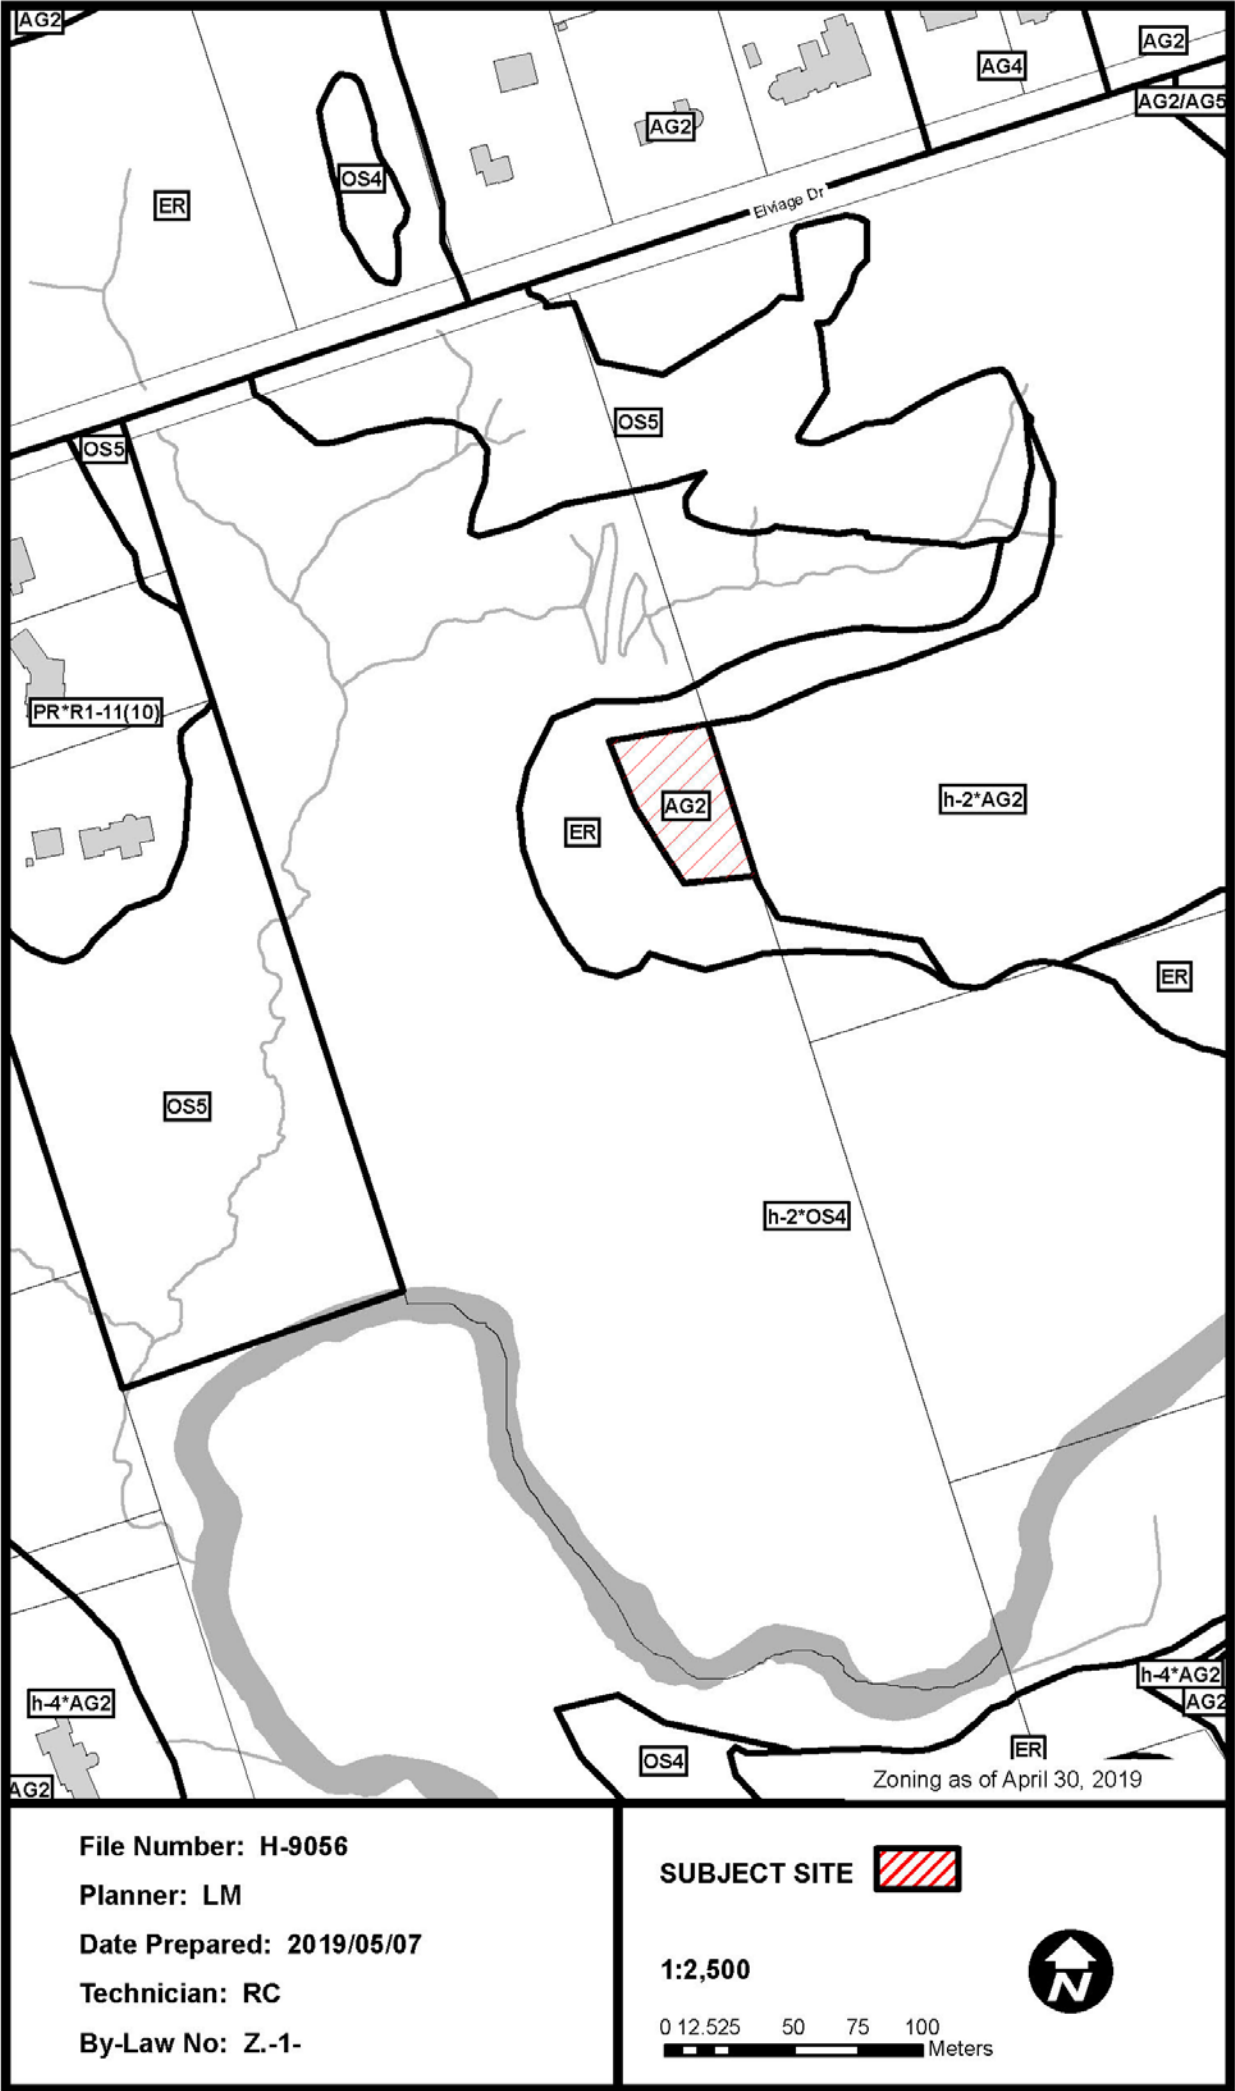 AG2
AG2
AG4
AG2/AG5
AG2
OS4
ER
Elviage Dr
OS5
OS5
PR*R1-11(10)
h-2*AG2
AG2
ER
ER
OS5
h-2*OS4
h-4*AG2
h-4*AG2
AG2
ER
OS4
AG2
Zoning as of April 30, 2019
File Number: H-9056
Planner: LM
Date Prepared: 2019/05/07
Technician: RC
By-Law No: Z.-1-
SUBJECT SITE
1:2,500
N
0 12.525 50 75 100
Meters